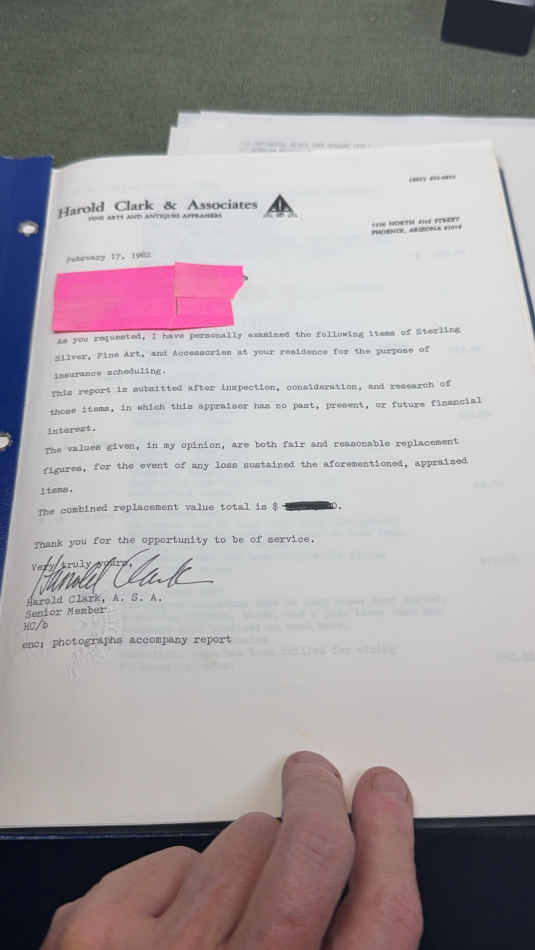 Harold Clark & Associates
FINE ARTS AND ANTIQUES APPRAISERS
NORTH 43rd STREET
PHOENIX, ARIZONA
February 17, 1982
As you requested, I have personally examined the following items of Sterling
Silver, Fine Art, and Accessories at your residence for the purpose of
insurance scheduling.
This report is submitted after inspection, consideration, and research of
those items, in which this appraiser has no past, present, or future financial
interest.
The values given, in my opinion, are both fair and reasonable replacement
figures, for the event of any loss sustained the aforementioned, appraised
items.
The combined replacement value total is $
Thank you for the opportunity to be of service.
Very truly yours,
Harold Clark
Harold Clark, A. S. A.
Senior Member
HC/b
enc; photographs accompany report